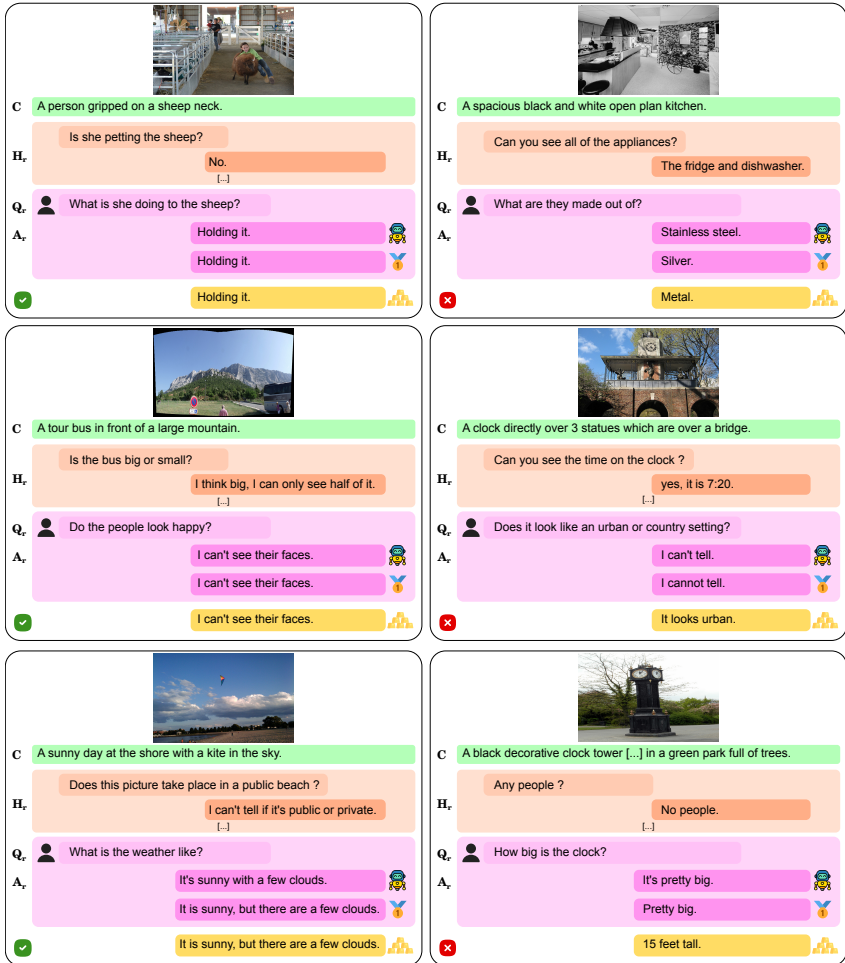 C A person gripped on a sheep neck.
Is she petting the sheep?
Hr No.
[...]
Qr What is she doing to the sheep?
Ar Holding it.
Holding it.
Holding it.
C A spacious black and white open plan kitchen.
Can you see all of the appliances?
Hr The fridge and dishwasher.
Qr What are they made out of?
Ar Stainless steel.
Silver.
Metal.
C A tour bus in front of a large mountain.
Is the bus big or small?
Hr I think big, I can only see half of it.
[...]
Qr Do the people look happy?
Ar I can't see their faces.
I can't see their faces.
I can't see their faces.
C A clock directly over 3 statues which are over a bridge.
Can you see the time on the clock ?
Hr yes, it is 7:20.
[...]
Qr Does it look like an urban or country setting?
Ar I can't tell.
I cannot tell.
It looks urban.
C A sunny day at the shore with a kite in the sky.
Does this picture take place in a public beach ?
Hr I can't tell if it's public or private.
[...]
Qr What is the weather like?
Ar It's sunny with a few clouds.
It is sunny, but there are a few clouds.
It is sunny, but there are a few clouds.
C A black decorative clock tower [...] in a green park full of trees.
Any people ?
Hr No people.
[...]
Qr How big is the clock?
Ar It's pretty big.
Pretty big.
15 feet tall.